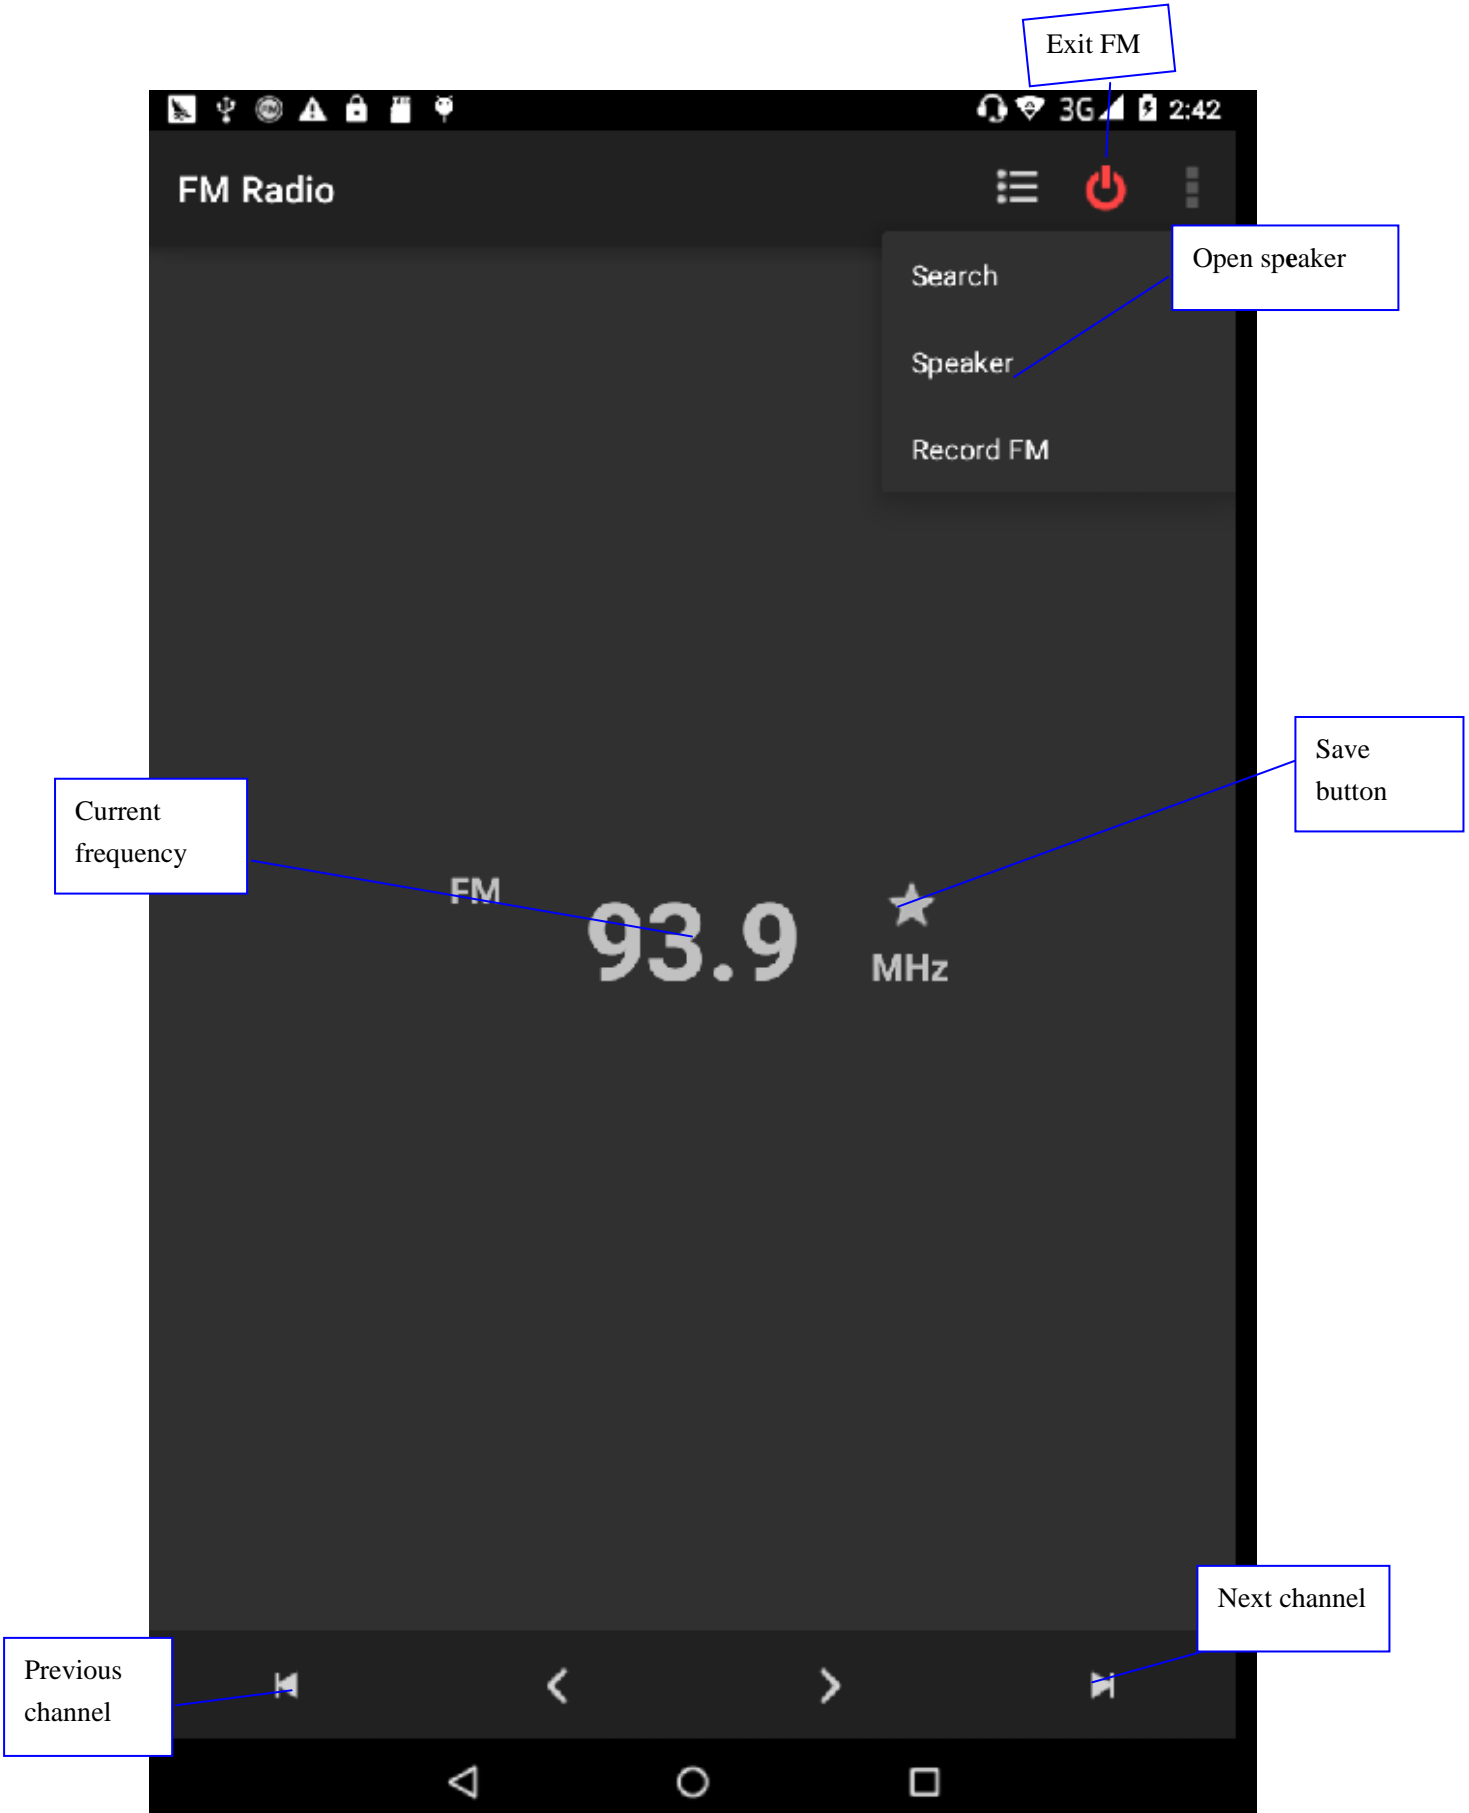 Exit FM
3G 2:42
FM Radio
Open speaker
Search
Speaker
Record FM
Save
button
Current
frequency
FM
93.9
MHz
Next channel
Previous
channel